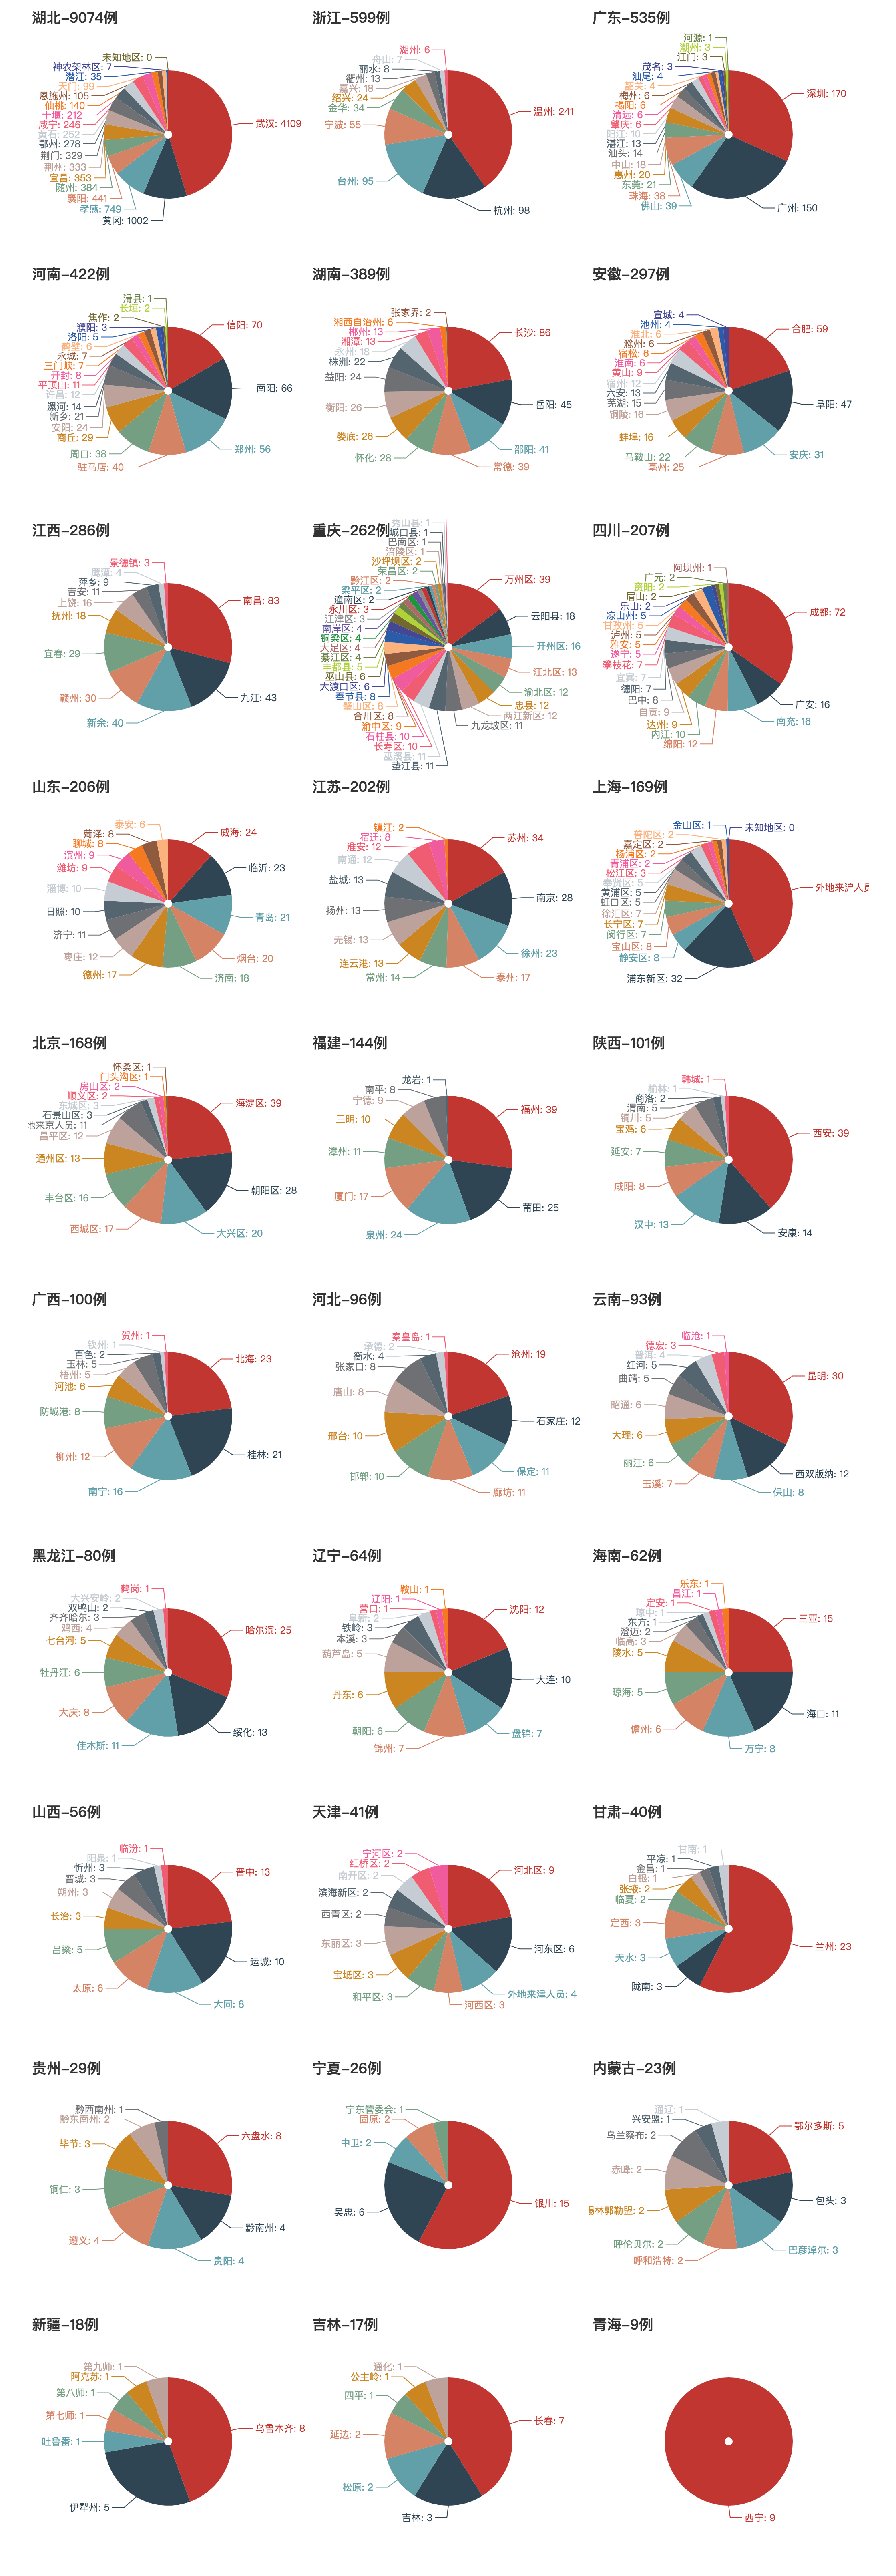 湖北-9074例
未知地区: 0
神农架林区: 7
潜江: 35
天门: 99
恩施州: 105
仙桃: 140
十堰: 212
咸宁: 246
黄石: 252
鄂州: 278
荆门: 329
荆州: 333
宜昌: 353
随州: 384
襄阳: 441
孝感: 749
黄冈: 1002
武汉: 4109
浙江-599例
湖州: 6
舟山: 7
丽水: 8
衢州: 13
嘉兴: 18
绍兴: 24
金华: 34
宁波: 55
台州: 95
杭州: 98
温州: 241
广东-535例
河源: 1
潮州: 3
江门: 3
茂名: 3
汕尾: 4
韶关: 4
梅州: 6
揭阳: 6
清远: 6
肇庆: 6
阳江: 10
湛江: 13
汕头: 14
中山: 18
惠州: 20
东莞: 21
珠海: 38
佛山: 39
广州: 150
深圳: 170
河南-422例
滑县: 1
长垣: 2
焦作: 2
濮阳: 3
洛阳: 5
鹤壁: 6
永城: 7
三门峡: 7
开封: 8
平顶山: 11
许昌: 12
漯河: 14
新乡: 21
安阳: 24
商丘: 29
周口: 38
驻马店: 40
郑州: 56
南阳: 66
信阳: 70
湖南-389例
张家界: 2
湘西自治州: 6
郴州: 13
湘潭: 13
永州: 18
株洲: 22
益阳: 24
衡阳: 26
娄底: 26
怀化: 28
常德: 39
邵阳: 41
岳阳: 45
长沙: 86
安徽-297例
宣城: 4
池州: 4
淮北: 6
滁州: 6
宿松: 6
淮南: 6
黄山: 9
宿州: 12
六安: 13
芜湖: 15
铜陵: 16
蚌埠: 16
马鞍山: 22
亳州: 25
安庆: 31
阜阳: 47
合肥: 59
江西-286例
景德镇: 3
鹰潭: 4
萍乡: 9
吉安: 11
上饶: 16
抚州: 18
宜春: 29
赣州: 30
新余: 40
九江: 43
南昌: 83
重庆-262例
秀山县: 1
城口县: 1
巴南区: 1
涪陵区: 1
沙坪坝区: 2
荣昌区: 2
黔江区: 2
梁平区: 2
潼南区: 2
永川区: 3
江津区: 3
南岸区: 4
铜梁区: 4
大足区: 4
綦江区: 4
丰都县: 5
巫山县: 6
大渡口区: 6
奉节县: 8
璧山区: 8
合川区: 8
渝中区: 9
石柱县: 10
长寿区: 10
巫溪县: 11
垫江县: 11
九龙坡区: 11
两江新区: 12
忠县: 12
渝北区: 12
江北区: 13
开州区: 16
云阳县: 18
万州区: 39
四川-207例
阿坝州: 1
广元: 2
资阳: 2
眉山: 2
乐山: 2
凉山州: 5
甘孜州: 5
泸州: 5
雅安: 5
遂宁: 5
攀枝花: 7
宜宾: 7
德阳: 7
巴中: 8
自贡: 9
达州: 9
内江: 10
绵阳: 12
南充: 16
广安: 16
成都: 72
山东-206例
泰安: 6
菏泽: 8
聊城: 8
滨州: 9
潍坊: 9
淄博: 10
日照: 10
济宁: 11
枣庄: 12
德州: 17
济南: 18
烟台: 20
青岛: 21
临沂: 23
威海: 24
江苏-202例
镇江: 2
宿迁: 8
淮安: 12
南通: 12
盐城: 13
扬州: 13
无锡: 13
连云港: 13
常州: 14
泰州: 17
徐州: 23
南京: 28
苏州: 34
上海-169例
金山区: 1
未知地区: 0
普陀区: 2
嘉定区: 2
杨浦区: 2
青浦区: 2
松江区: 3
奉贤区: 5
黄浦区: 5
虹口区: 5
徐汇区: 7
长宁区: 7
闵行区: 7
宝山区: 8
静安区: 8
浦东新区: 32
外地来沪人员
北京-168例
怀柔区: 1
门头沟区: 1
房山区: 2
顺义区: 2
东城区: 3
石景山区: 3
地来京人员: 11
昌平区: 12
通州区: 13
丰台区: 16
西城区: 17
大兴区: 20
朝阳区: 28
海淀区: 39
福建-144例
龙岩: 1
南平: 8
宁德: 9
三明: 10
漳州: 11
厦门: 17
泉州: 24
莆田: 25
福州: 39
陕西-101例
韩城: 1
榆林: 1
商洛: 2
渭南: 5
铜川: 5
宝鸡: 6
延安: 7
咸阳: 8
汉中: 13
安康: 14
西安: 39
广西-100例
贺州: 1
钦州: 1
百色: 2
玉林: 5
梧州: 5
河池: 6
防城港: 8
柳州: 12
南宁: 16
桂林: 21
北海: 23
河北-96例
秦皇岛: 1
承德: 2
衡水: 4
张家口: 8
唐山: 8
邢台: 10
邯郸: 10
廊坊: 11
保定: 11
石家庄: 12
沧州: 19
云南-93例
临沧: 1
德宏: 3
普洱: 4
红河: 5
曲靖: 5
昭通: 6
大理: 6
丽江: 6
玉溪: 7
保山: 8
西双版纳: 12
昆明: 30
黑龙江-80例
鹤岗: 1
大兴安岭: 2
双鸭山: 2
齐齐哈尔: 3
鸡西: 4
七台河: 5
牡丹江: 6
大庆: 8
佳木斯: 11
绥化: 13
哈尔滨: 25
辽宁-64例
鞍山: 1
辽阳: 1
营口: 1
阜新: 2
铁岭: 3
本溪: 3
葫芦岛: 5
丹东: 6
朝阳: 6
锦州: 7
盘锦: 7
大连: 10
沈阳: 12
海南-62例
乐东: 1
昌江: 1
定安: 1
琼中: 1
东方: 1
澄迈: 2
临高: 3
陵水: 5
琼海: 5
儋州: 6
万宁: 8
海口: 11
三亚: 15
山西-56例
临汾: 1
阳泉: 1
忻州: 3
晋城: 3
朔州: 3
长治: 3
吕梁: 5
太原: 6
大同: 8
运城: 10
晋中: 13
天津-41例
宁河区: 2
红桥区: 2
南开区: 2
滨海新区: 2
西青区: 2
东丽区: 3
宝坻区: 3
和平区: 3
河西区: 3
外地来津人员: 4
河东区: 6
河北区: 9
甘肃-40例
甘南: 1
平凉: 1
金昌: 1
白银: 1
张掖: 2
临夏: 2
定西: 3
天水: 3
陇南: 3
兰州: 23
贵州-29例
黔西南州: 1
黔东南州: 2
毕节: 3
铜仁: 3
遵义: 4
贵阳: 4
黔南州: 4
六盘水: 8
宁夏-26例
宁东管委会: 1
固原: 2
中卫: 2
吴忠: 6
银川: 15
内蒙古-23例
通辽: 1
兴安盟: 1
乌兰察布: 2
赤峰: 2
锡林郭勒盟: 2
呼伦贝尔: 2
呼和浩特: 2
巴彦淖尔: 3
包头: 3
鄂尔多斯: 5
新疆-18例
第九师: 1
阿克苏: 1
第八师: 1
第七师: 1
吐鲁番: 1
伊犁州: 5
乌鲁木齐: 8
吉林-17例
通化: 1
公主岭: 1
四平: 1
延边: 2
松原: 2
吉林: 3
长春: 7
青海-9例
西宁: 9